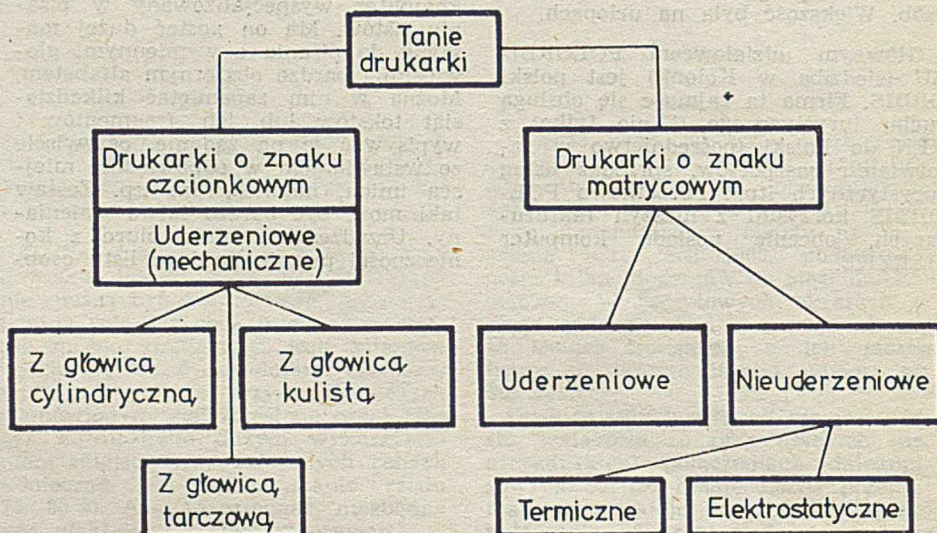 Tanie
drukarki
Drukarki o znaku
czcionkowym
Uderzeniowe
(mechaniczne)
Drukarki o znaku
matrycowym
Z głowicą
cylindryczną
Z głowicą
kulistą
Z głowicą
tarczową
Uderzeniowe
Nieuderzeniowe
Termiczne
Elektrostatyczne